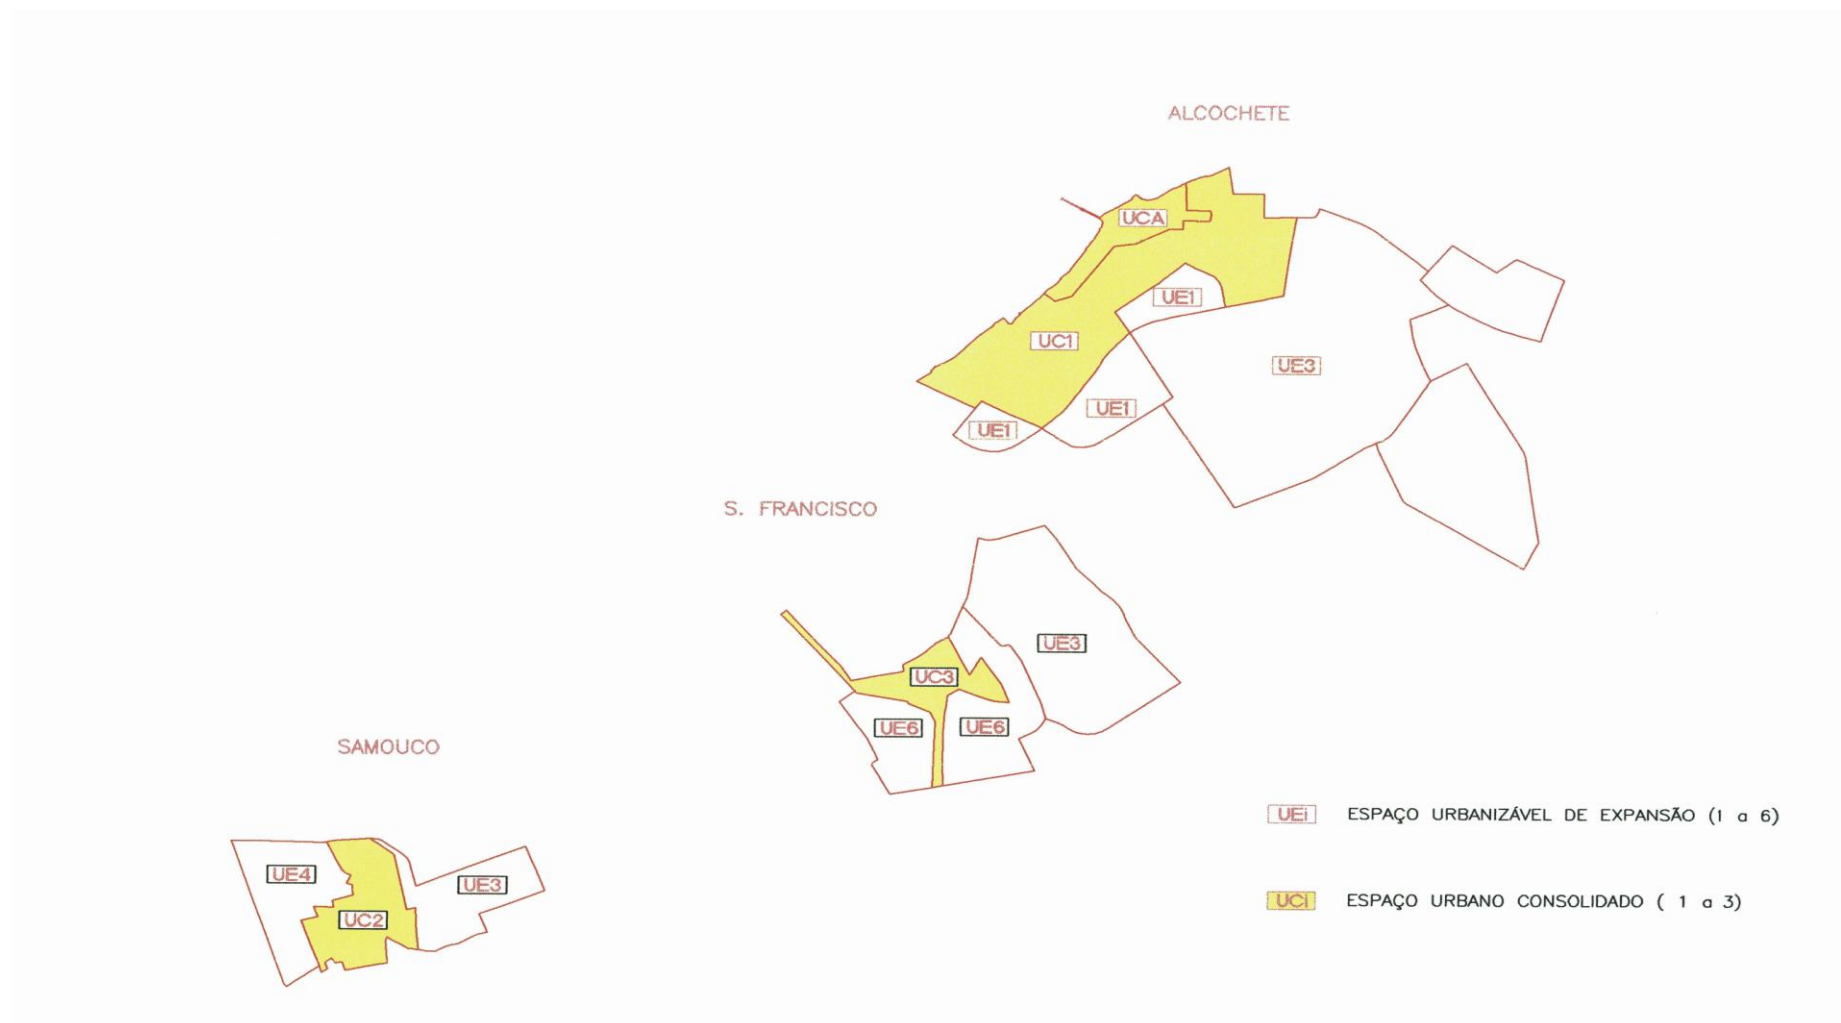 ALCOCHETE
UCA
UE1
UC1
UE3
UE1
UE1
S. FRANCISCO
UE3
UC3
UE6
UE6
SAMOUCO
UE4
UE3
UC2
UEi ESPAÇO URBANIZÁVEL DE EXPANSÃO (1 a 6)
UCi ESPAÇO URBANO CONSOLIDADO ( 1 a 3)